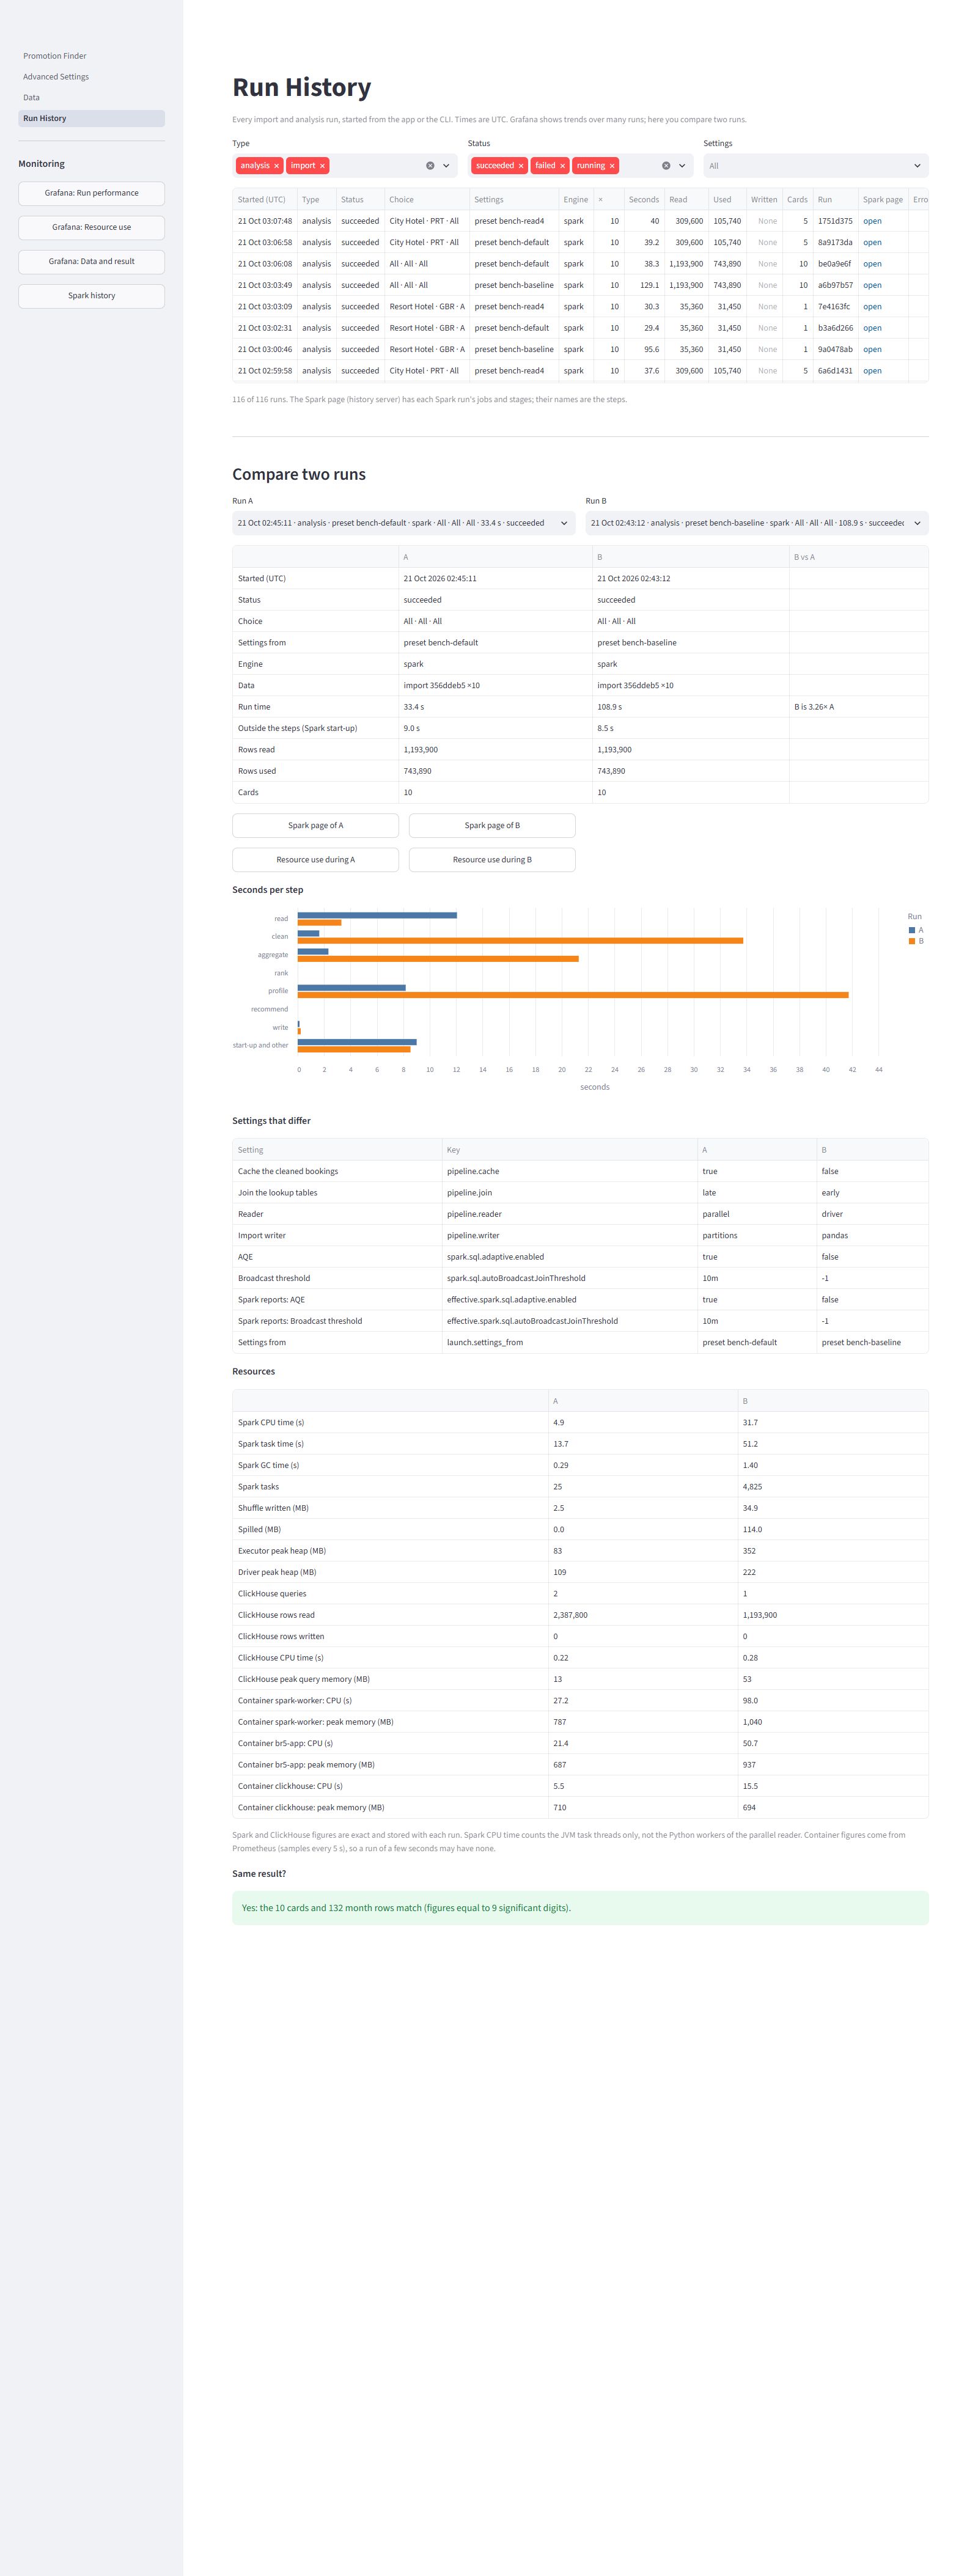 Promotion Finder
Advanced Settings
Data
Run History
Monitoring
Grafana: Run performance
Grafana: Resource use
Grafana: Data and result
Spark history
Run History
Every import and analysis run, started from the app or the CLI. Times are UTC. Grafana shows trends over many runs; here you compare two runs.
Type Status Settings
analysis × import × succeeded × failed × running × All
Started (UTC) Type Status Choice Settings Engine × Seconds Read Used Written Cards Run Spark page Erro
21 Oct 03:07:48 analysis succeeded City Hotel · PRT · All preset bench-read4 spark 10 40 309,600 105,740 None 5 1751d375 open
21 Oct 03:06:58 analysis succeeded City Hotel · PRT · All preset bench-default spark 10 39.2 309,600 105,740 None 5 8a9173da open
21 Oct 03:06:08 analysis succeeded All · All · All preset bench-default spark 10 38.3 1,193,900 743,890 None 10 be0a9e6f open
21 Oct 03:03:49 analysis succeeded All · All · All preset bench-baseline spark 10 129.1 1,193,900 743,890 None 10 a6b97b57 open
21 Oct 03:03:09 analysis succeeded Resort Hotel · GBR · A preset bench-read4 spark 10 30.3 35,360 31,450 None 1 7e4163fc open
21 Oct 03:02:31 analysis succeeded Resort Hotel · GBR · A preset bench-default spark 10 29.4 35,360 31,450 None 1 b3a6d266 open
21 Oct 03:00:46 analysis succeeded Resort Hotel · GBR · A preset bench-baseline spark 10 95.6 35,360 31,450 None 1 9a0478ab open
21 Oct 02:59:58 analysis succeeded City Hotel · PRT · All preset bench-read4 spark 10 37.6 309,600 105,740 None 5 6a6d1431 open
116 of 116 runs. The Spark page (history server) has each Spark run's jobs and stages; their names are the steps.
Compare two runs
Run A Run B
21 Oct 02:45:11 · analysis · preset bench-default · spark · All · All · All · 33.4 s · succeeded 21 Oct 02:43:12 · analysis · preset bench-baseline · spark · All · All · All · 108.9 s · succeeded
A B B vs A
Started (UTC) 21 Oct 2026 02:45:11 21 Oct 2026 02:43:12
Status succeeded succeeded
Choice All · All · All All · All · All
Settings from preset bench-default preset bench-baseline
Engine spark spark
Data import 356ddeb5 ×10 import 356ddeb5 ×10
Run time 33.4 s 108.9 s B is 3.26× A
Outside the steps (Spark start-up) 9.0 s 8.5 s
Rows read 1,193,900 1,193,900
Rows used 743,890 743,890
Cards 10 10
Spark page of A Spark page of B
Resource use during A Resource use during B
Seconds per step
Run
A
B
read
clean
aggregate
rank
profile
recommend
write
start-up and other
0 2 4 6 8 10 12 14 16 18 20 22 24 26 28 30 32 34 36 38 40 42 44
seconds
Settings that differ
Setting Key A B
Cache the cleaned bookings pipeline.cache true false
Join the lookup tables pipeline.join late early
Reader pipeline.reader parallel driver
Import writer pipeline.writer partitions pandas
AQE spark.sql.adaptive.enabled true false
Broadcast threshold spark.sql.autoBroadcastJoinThreshold 10m -1
Spark reports: AQE effective.spark.sql.adaptive.enabled true false
Spark reports: Broadcast threshold effective.spark.sql.autoBroadcastJoinThreshold 10m -1
Settings from launch.settings_from preset bench-default preset bench-baseline
Resources
A B
Spark CPU time (s) 4.9 31.7
Spark task time (s) 13.7 51.2
Spark GC time (s) 0.29 1.40
Spark tasks 25 4,825
Shuffle written (MB) 2.5 34.9
Spilled (MB) 0.0 114.0
Executor peak heap (MB) 83 352
Driver peak heap (MB) 109 222
ClickHouse queries 2 1
ClickHouse rows read 2,387,800 1,193,900
ClickHouse rows written 0 0
ClickHouse CPU time (s) 0.22 0.28
ClickHouse peak query memory (MB) 13 53
Container spark-worker: CPU (s) 27.2 98.0
Container spark-worker: peak memory (MB) 787 1,040
Container br5-app: CPU (s) 21.4 50.7
Container br5-app: peak memory (MB) 687 937
Container clickhouse: CPU (s) 5.5 15.5
Container clickhouse: peak memory (MB) 710 694
Spark and ClickHouse figures are exact and stored with each run. Spark CPU time counts the JVM task threads only, not the Python workers of the parallel reader. Container figures come from
Prometheus (samples every 5 s), so a run of a few seconds may have none.
Same result?
Yes: the 10 cards and 132 month rows match (figures equal to 9 significant digits).